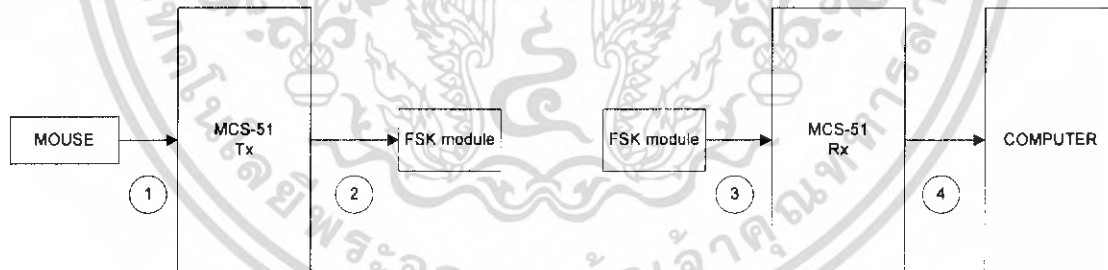 MOUSE
MCS-51
Tx
FSK module
FSK module
MCS-51
Rx
COMPUTER
1
2
3
4